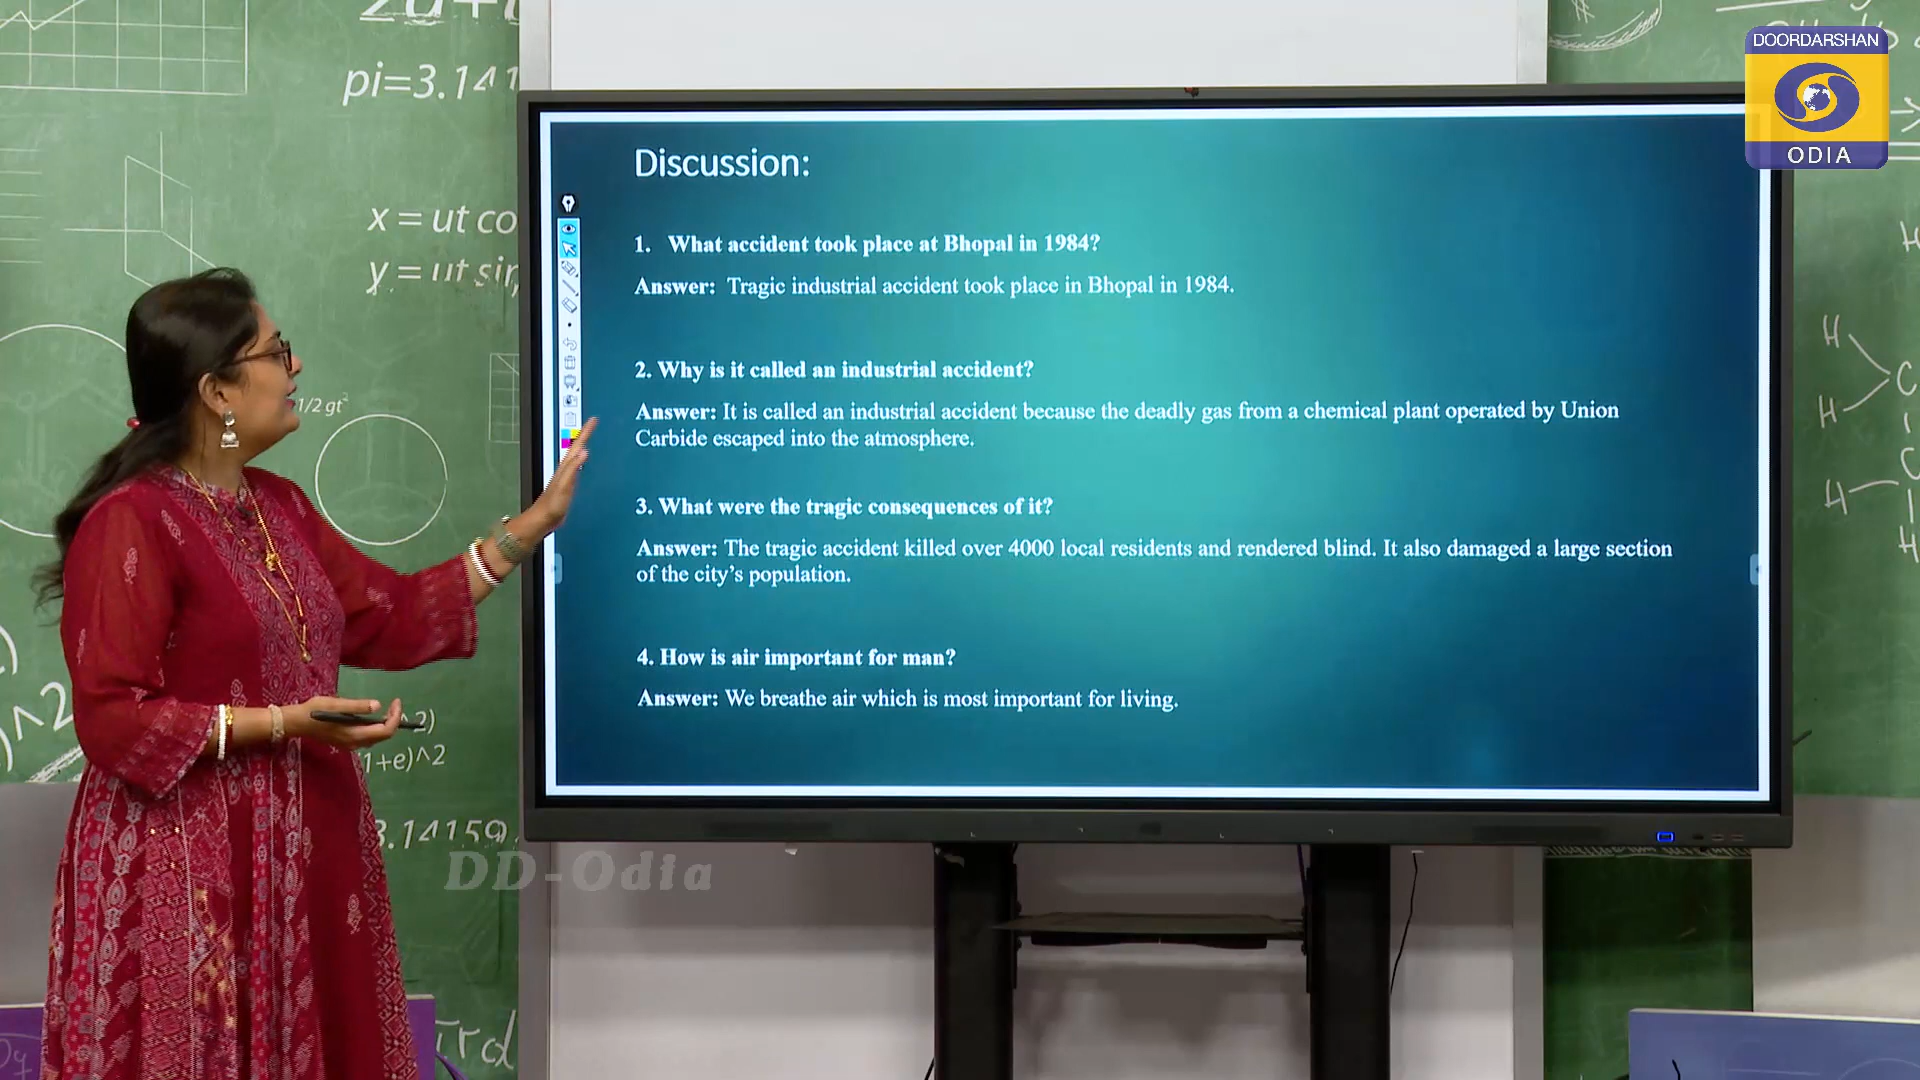 pi=3.141
DOORDARSHAN
ODIA
x = ut co
y = ut sin
1/2 gt²
Discussion:
1. What accident took place at Bhopal in 1984?
Answer: Tragic industrial accident took place in Bhopal in 1984.
2. Why is it called an industrial accident?
Answer: It is called an industrial accident because the deadly gas from a chemical plant operated by Union
Carbide escaped into the atmosphere.
3. What were the tragic consequences of it?
Answer: The tragic accident killed over 4000 local residents and rendered blind. It also damaged a large section
of the city’s population.
4. How is air important for man?
Answer: We breathe air which is most important for living.
H
H
C
H
C
H
^2)
(1+e)^2
)^2
3.14159
DD-Odia